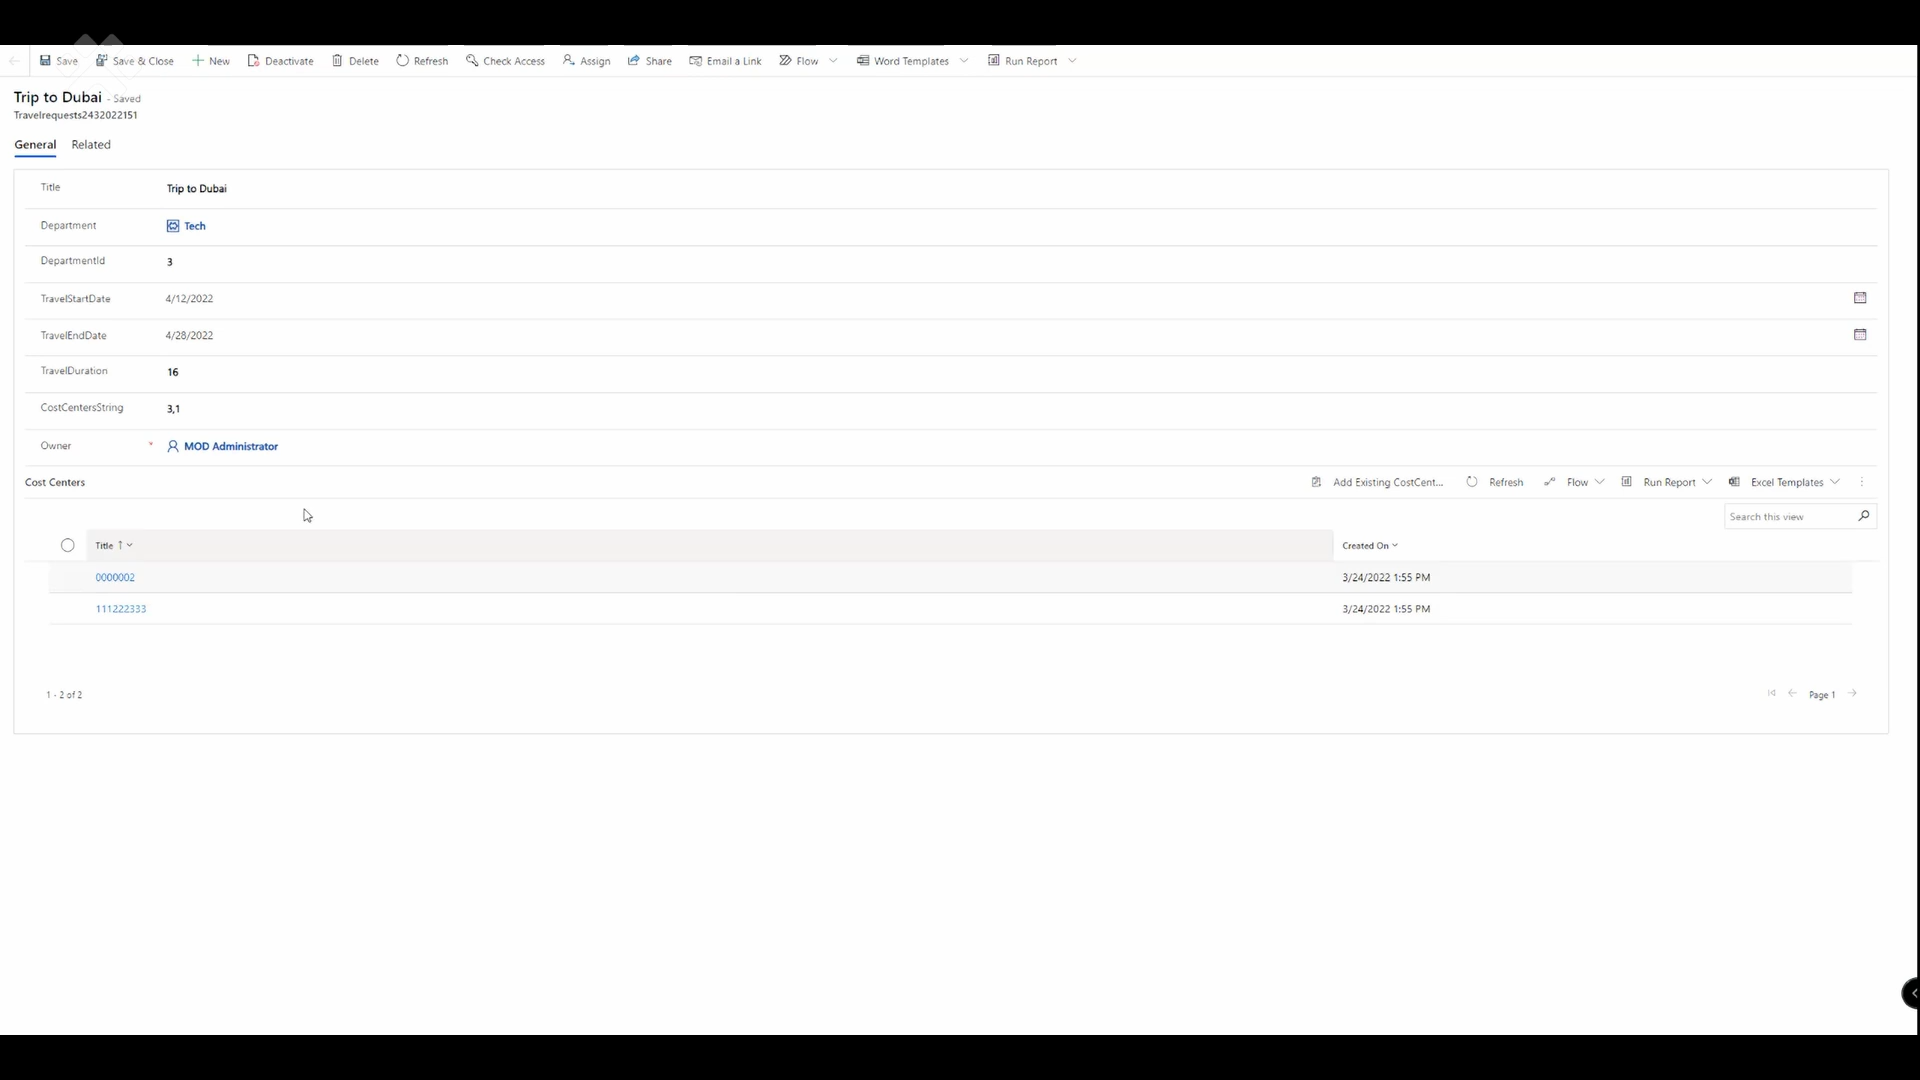 Save Save & Close New Deactivate Delete Refresh Check Access Assign Share Email a Link Flow Word Templates Run Report
Trip to Dubai - Saved
Travelrequests2432022151
General Related
Title Trip to Dubai
Department Tech
DepartmentId 3
TravelStartDate 4/12/2022
TravelEndDate 4/28/2022
TravelDuration 16
CostCentersString 3,1
Owner * MOD Administrator
Cost Centers Add Existing CostCent... Refresh Flow Run Report Excel Templates
Search this view
Title ↑ Created On
0000002 3/24/2022 1:55 PM
111222333 3/24/2022 1:55 PM
1 - 2 of 2 Page 1